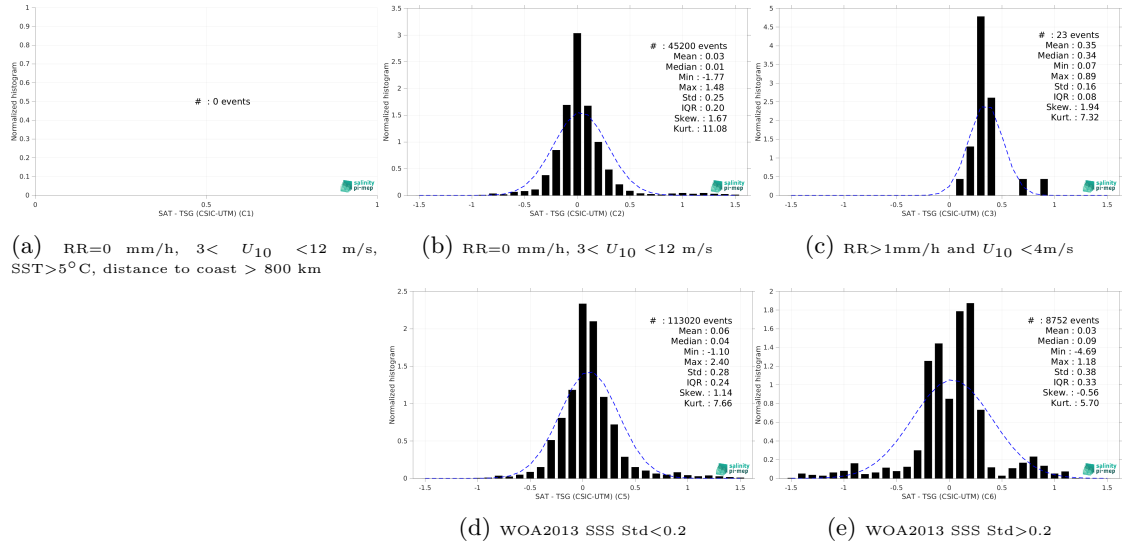 1
0.9
0.8
0.7
0.6
0.5
0.4
0.3
0.2
0.1
0
Normalized histogram
# : 0 events
0 0.5 1
SAT - TSG (CSIC-UTM) (C1)
salinity
pi-mep
(a) RR=0 mm/h, 3< U10 <12 m/s,
SST>5°C, distance to coast > 800 km
3.5
3
2.5
2
1.5
1
0.5
0
Normalized histogram
# : 45200 events
Mean : 0.03
Median : 0.01
Min : -1.77
Max : 1.48
Std : 0.25
IQR : 0.20
Skew. : 1.67
Kurt. : 11.08
-1.5 -1 -0.5 0 0.5 1 1.5
SAT - TSG (CSIC-UTM) (C2)
salinity
pi-mep
(b) RR=0 mm/h, 3< U10 <12 m/s
5
4.5
4
3.5
3
2.5
2
1.5
1
0.5
0
Normalized histogram
# : 23 events
Mean : 0.35
Median : 0.34
Min : 0.07
Max : 0.89
Std : 0.16
IQR : 0.08
Skew. : 1.94
Kurt. : 7.32
-1.5 -1 -0.5 0 0.5 1 1.5
SAT - TSG (CSIC-UTM) (C3)
salinity
pi-mep
(c) RR>1mm/h and U10 <4m/s
2.5
2
1.5
1
0.5
0
Normalized histogram
# : 113020 events
Mean : 0.06
Median : 0.04
Min : -1.10
Max : 2.40
Std : 0.28
IQR : 0.24
Skew. : 1.14
Kurt. : 7.66
-1.5 -1 -0.5 0 0.5 1 1.5
SAT - TSG (CSIC-UTM) (C5)
salinity
pi-mep
(d) WOA2013 SSS Std<0.2
2
1.8
1.6
1.4
1.2
1
0.8
0.6
0.4
0.2
0
Normalized histogram
# : 8752 events
Mean : 0.03
Median : 0.09
Min : -4.69
Max : 1.18
Std : 0.38
IQR : 0.33
Skew. : -0.56
Kurt. : 5.70
-1.5 -1 -0.5 0 0.5 1 1.5
SAT - TSG (CSIC-UTM) (C6)
salinity
pi-mep
(e) WOA2013 SSS Std>0.2